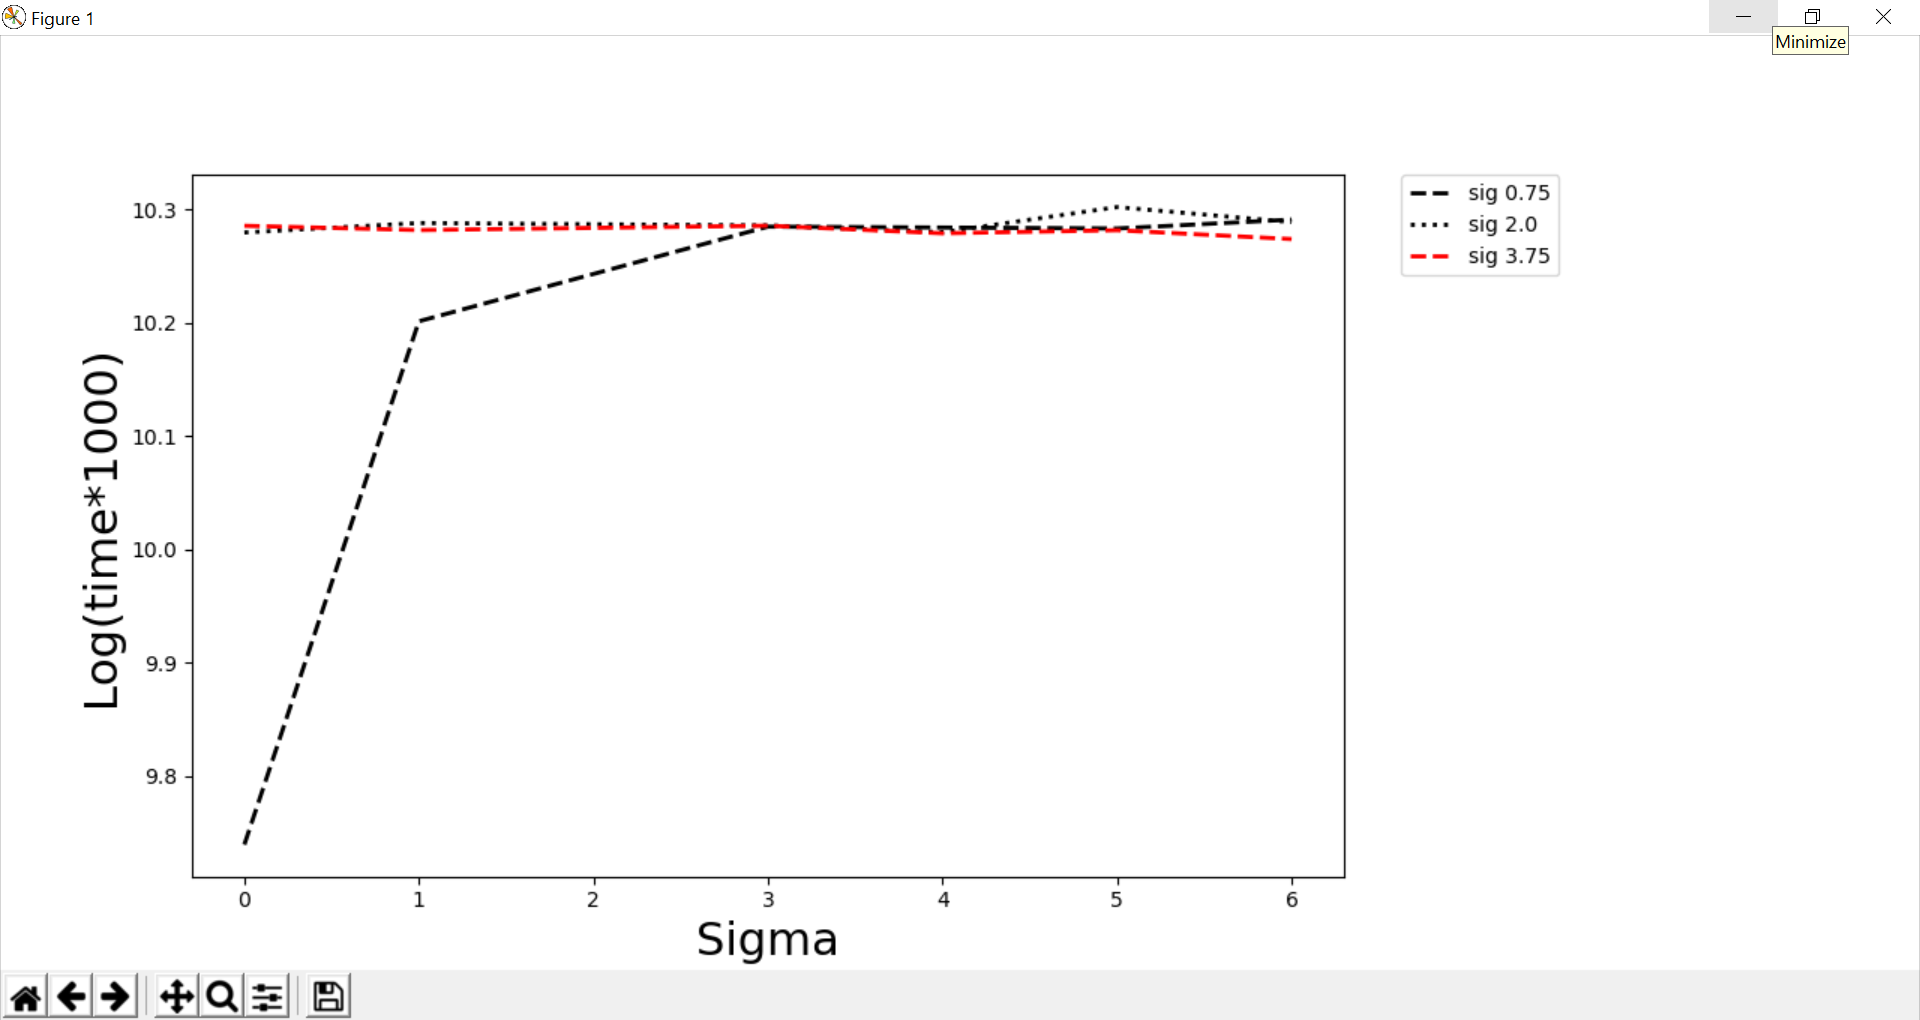 Figure 1
Minimize
sig 0.75
sig 2.0
sig 3.75
10.3
10.2
10.1
10.0
9.9
9.8
Log(time*1000)
0 1 2 3 4 5 6
Sigma